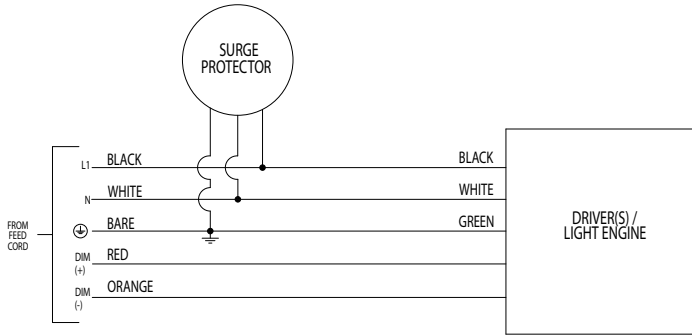 SURGE
PROTECTOR
L1 BLACK BLACK
N WHITE WHITE
BARE GREEN
FROM
FEED
CORD
DRIVER(S) /
LIGHT ENGINE
DIM
(+)
RED
DIM
(-)
ORANGE